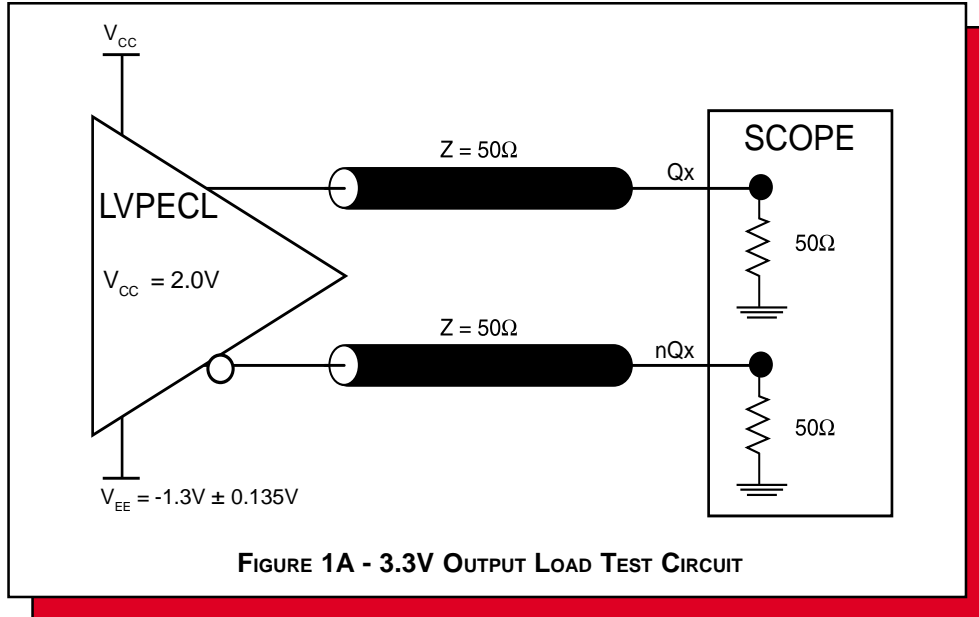 VCC
LVPECL
VCC = 2.0V
VEE = -1.3V ± 0.135V
Z = 50Ω
Z = 50Ω
Qx
nQx
SCOPE
50Ω
50Ω
FIGURE 1A - 3.3V OUTPUT LOAD TEST CIRCUIT